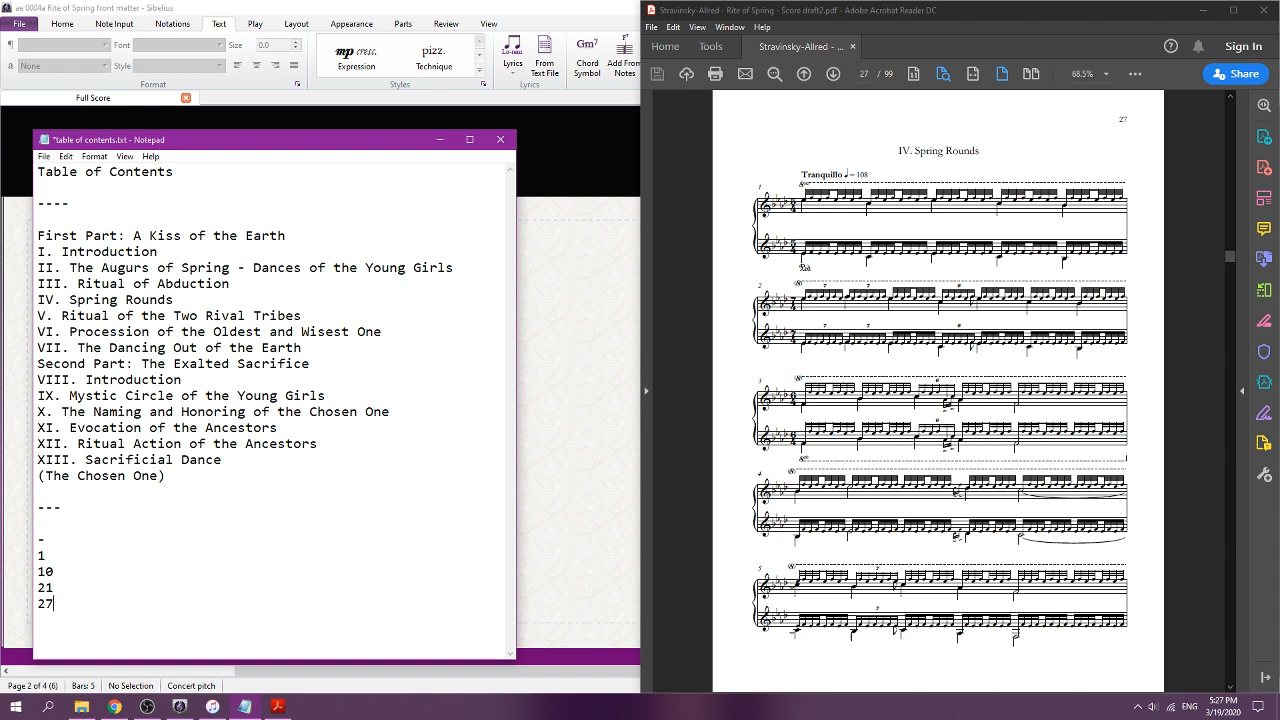 ae 0004a Rite of Spring front matter - Sibelius
File Home Note Input Notations Text Play Layout Appearance Parts Review View
Font Size 0.0
None Style
Format
mp cresc.
Expression
pizz.
Technique
Styles
Lo-rem
Lyrics
From
Text File
Lyrics
Gm7
Chord
Symbol
Add From
Notes
Full Score
*table of contents.txt - Notepad
File Edit Format View Help
Table of Contents
----
First Part: A Kiss of the Earth
I. Introduction
II. The Augurs of Spring - Dances of the Young Girls
III. Ritual of Abduction
IV. Spring Rounds
V. Ritual of the Two Rival Tribes
VI. Procession of the Oldest and Wisest One
VII. The Dancing Out of the Earth
Second Part: The Exalted Sacrifice
VIII. Introduction
IX. Mystic Circle of the Young Girls
X. The Naming and Honoring of the Chosen One
XI. Evocation of the Ancestors
XII. Ritual Action of the Ancestors
XIII. Sacrificial Dance
(The Chosen One)
---
-
1
10
21
27
Page 2 of 4 (6) Bars: 5 No Selection Concert pitch
Stravinsky-Allred - Rite of Spring - Score draft2.pdf - Adobe Acrobat Reader DC
File Edit View Window Help
Home Tools Stravinsky-Allred - ... × Sign In
27 / 99 68.5% Share
27
IV. Spring Rounds
Tranquillo ♩ = 108
1
2
3
4
5
5:27 PM
3/19/2020